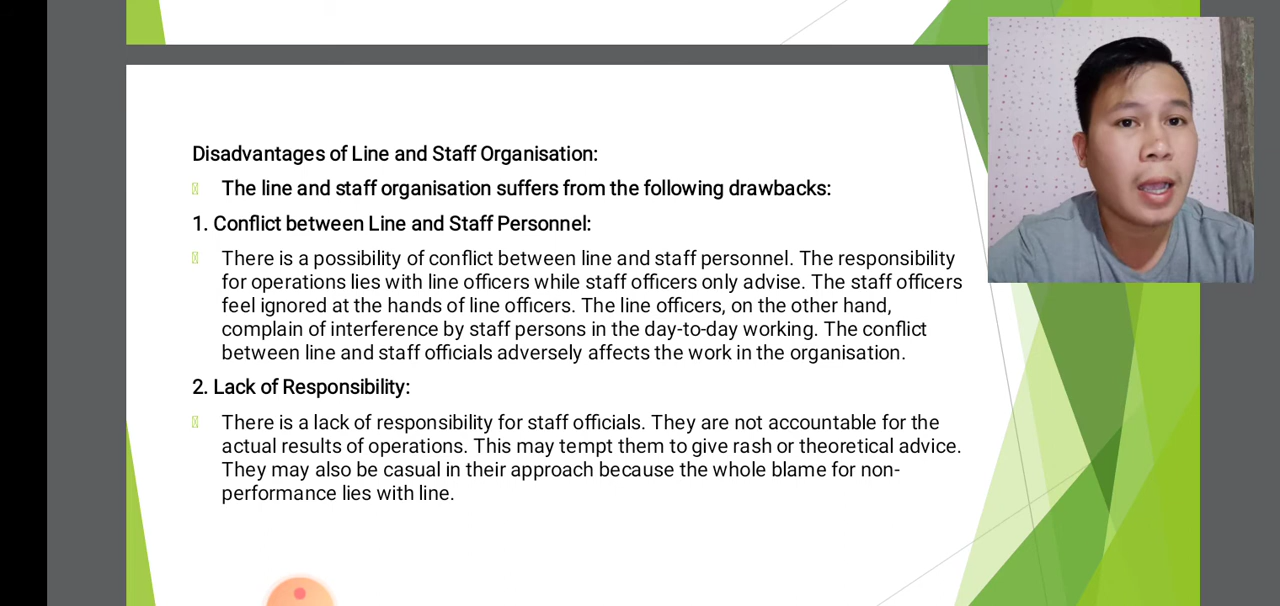 Disadvantages of Line and Staff Organisation:
The line and staff organisation suffers from the following drawbacks:
1. Conflict between Line and Staff Personnel:
There is a possibility of conflict between line and staff personnel. The responsibility
for operations lies with line officers while staff officers only advise. The staff officers
feel ignored at the hands of line officers. The line officers, on the other hand,
complain of interference by staff persons in the day-to-day working. The conflict
between line and staff officials adversely affects the work in the organisation.
2. Lack of Responsibility:
There is a lack of responsibility for staff officials. They are not accountable for the
actual results of operations. This may tempt them to give rash or theoretical advice.
They may also be casual in their approach because the whole blame for non-
performance lies with line.